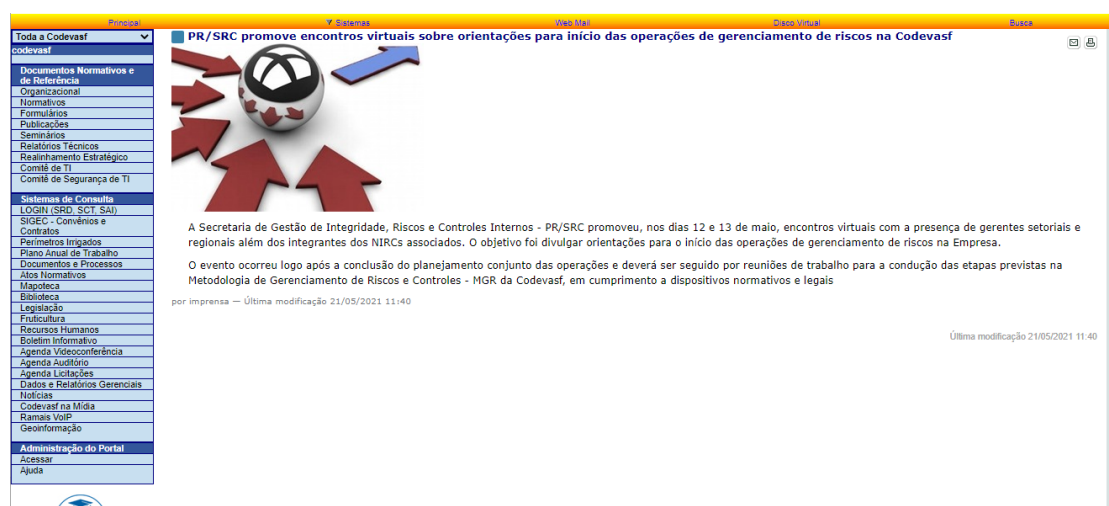 Principal
Sistemas
Web Mail
Disco Virtual
Busca
Toda a Codevasf
codevasf
Documentos Normativos e
de Referência
Organizacional
Normativos
Formulários
Publicações
Seminários
Relatórios Técnicos
Realinhamento Estratégico
Comitê de TI
Comitê de Segurança de TI
Sistemas de Consulta
LOGIN (SRD, SCT, SAI)
SIGEC - Convênios e
Contratos
Perímetros Irrigados
Plano Anual de Trabalho
Documentos e Processos
Atos Normativos
Mapoteca
Biblioteca
Legislação
Fruticultura
Recursos Humanos
Boletim Informativo
Agenda Videoconferência
Agenda Auditório
Agenda Licitações
Dados e Relatórios Gerenciais
Notícias
Codevasf na Mídia
Ramais VoIP
Geoinformação
Administração do Portal
Acessar
Ajuda
PR/SRC promove encontros virtuais sobre orientações para início das operações de gerenciamento de riscos na Codevasf
A Secretaria de Gestão de Integridade, Riscos e Controles Internos - PR/SRC promoveu, nos dias 12 e 13 de maio, encontros virtuais com a presença de gerentes setoriais e
regionais além dos integrantes dos NIRCs associados. O objetivo foi divulgar orientações para o início das operações de gerenciamento de riscos na Empresa.
O evento ocorreu logo após a conclusão do planejamento conjunto das operações e deverá ser seguido por reuniões de trabalho para a condução das etapas previstas na
Metodologia de Gerenciamento de Riscos e Controles - MGR da Codevasf, em cumprimento a dispositivos normativos e legais
por imprensa — Última modificação 21/05/2021 11:40
Última modificação 21/05/2021 11:40